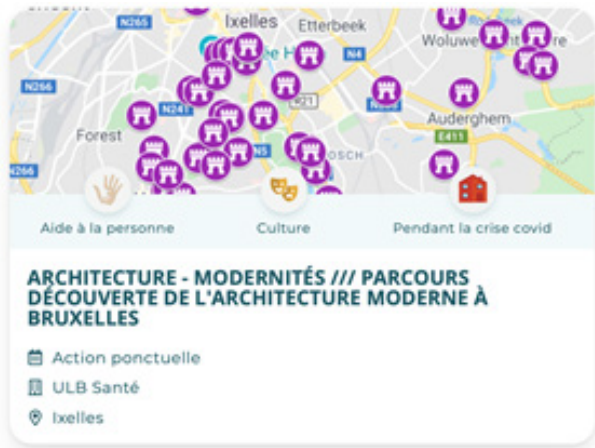 Ixelles
Etterbeek
N265
N4
N266
N241
R21
Auderghem
E411
Forest
N5
N266
Aide à la personne
Culture
Pendant la crise covid
ARCHITECTURE - MODERNITÉS /// PARCOURS
DÉCOUVERTE DE L'ARCHITECTURE MODERNE À
BRUXELLES
Action ponctuelle
ULB Santé
Ixelles